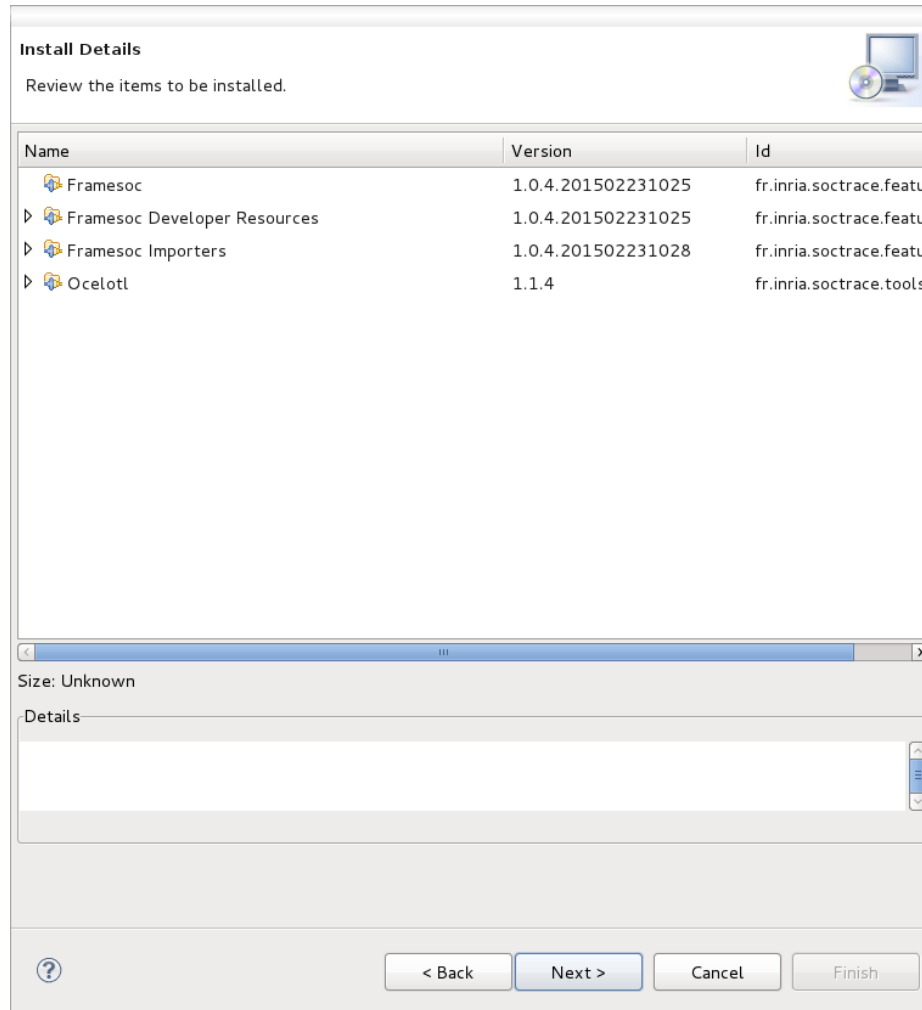 Install Details
Review the items to be installed.
Name Version Id
Framesoc 1.0.4.201502231025 fr.inria.soctrace.featu
Framesoc Developer Resources 1.0.4.201502231025 fr.inria.soctrace.featu
Framesoc Importers 1.0.4.201502231028 fr.inria.soctrace.featu
Ocelotl 1.1.4 fr.inria.soctrace.tools
Size: Unknown
Details
? < Back Next > Cancel Finish